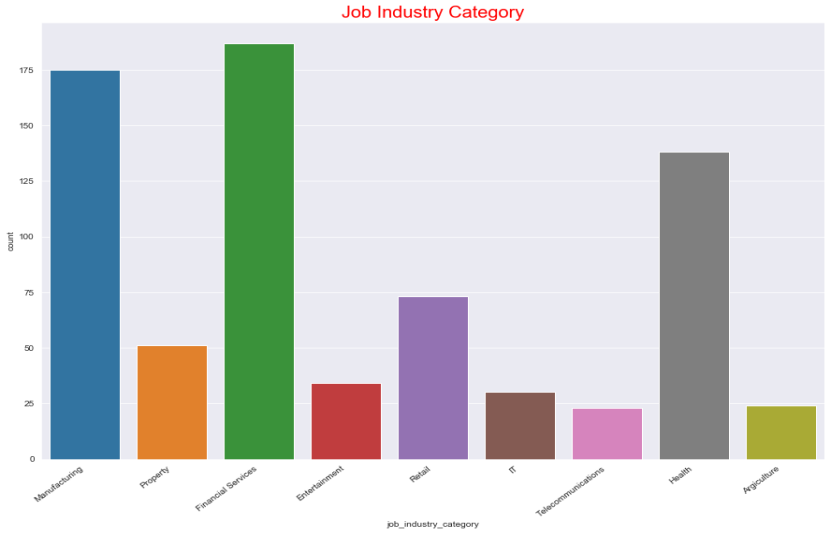 Job Industry Category
175
150
125
100
75
50
25
0
count
Manufacturing
Property
Financial Services
Entertainment
Retail
IT
Telecommunications
Health
Argiculture
job_industry_category